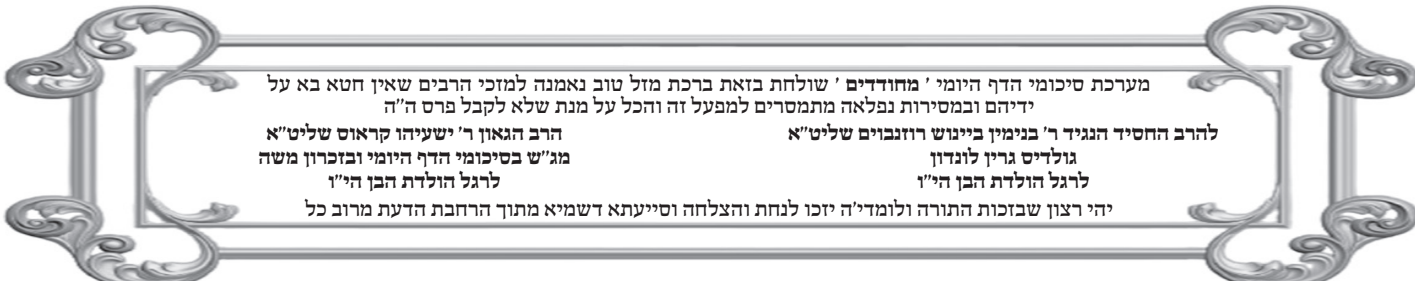 מערכת סיכומי הדף היומי ' מחודדים ' שולחת בזאת ברכת מזל טוב נאמנה למזכי הרבים שאין חטא בא על
ידיהם ובמסירות נפלאה מתמסרים למפעל זה והכל על מנת שלא לקבל פרס ה"ה
להרב החסיד הנגיד ר' בנימין ביינוש רוזנבוים שליט"א
גולדיס גרין לונדון
לרגל הולדת הבן הי"ו
הרב הגאון ר' ישעיהו קראוס שליט"א
מג"ש בסיכומי הדף היומי ובזכרון משה
לרגל הולדת הבן הי"ו
יהי רצון שבזכות התורה ולומדי'ה יזכו לנחת והצלחה וסייעתא דשמיא מתוך הרחבת הדעת מרוב כל